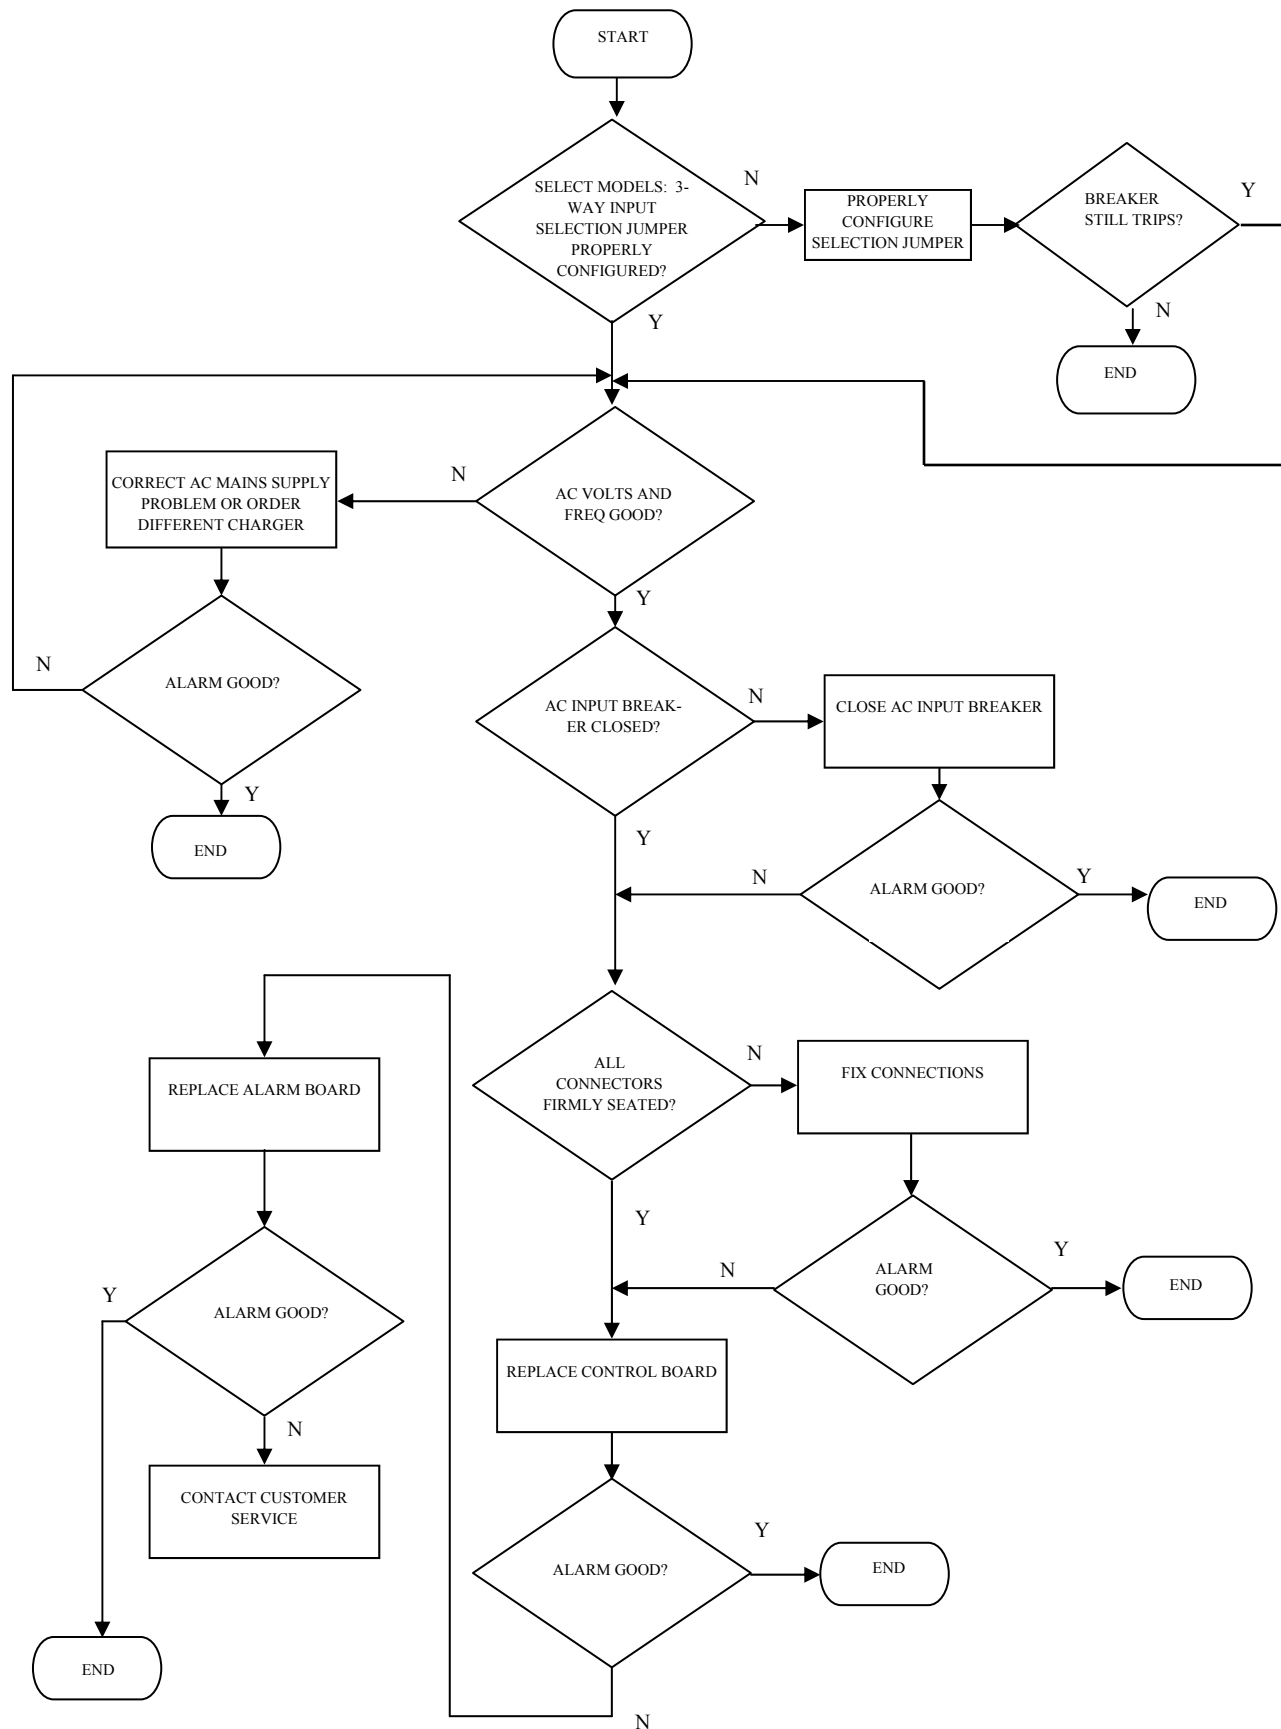 START
SELECT MODELS: 3-
WAY INPUT
SELECTION JUMPER
PROPERLY
CONFIGURED?
N
PROPERLY
CONFIGURE
SELECTION JUMPER
BREAKER
STILL TRIPS?
Y
N
END
Y
CORRECT AC MAINS SUPPLY
PROBLEM OR ORDER
DIFFERENT CHARGER
N
AC VOLTS AND
FREQ GOOD?
Y
N
ALARM GOOD?
Y
END
AC INPUT BREAK-
ER CLOSED?
N
CLOSE AC INPUT BREAKER
Y
N
ALARM GOOD?
Y
END
ALL
CONNECTORS
FIRMLY SEATED?
N
FIX CONNECTIONS
REPLACE ALARM BOARD
Y
N
ALARM
GOOD?
Y
END
Y
ALARM GOOD?
N
REPLACE CONTROL BOARD
CONTACT CUSTOMER
SERVICE
ALARM GOOD?
Y
END
END
N